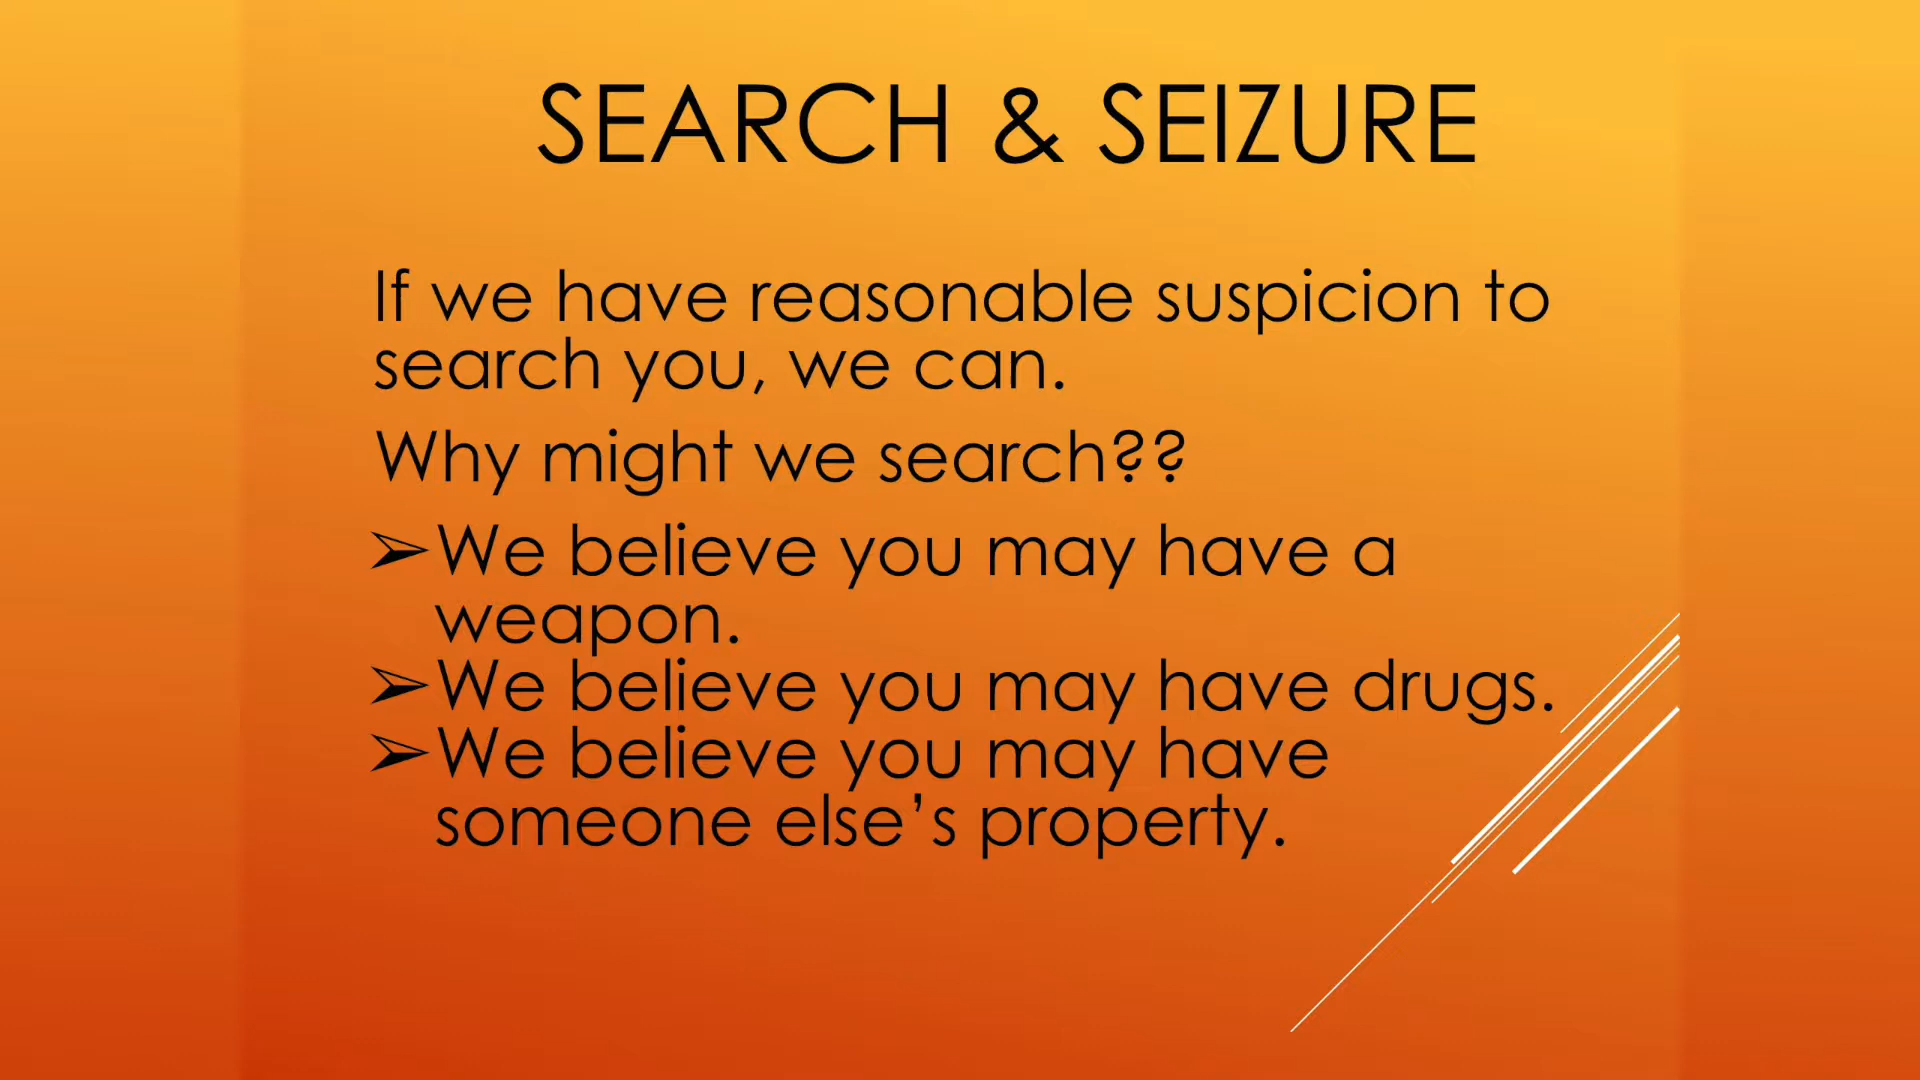 SEARCH & SEIZURE
If we have reasonable suspicion to
search you, we can.
Why might we search??
➢We believe you may have a
weapon.
➢We believe you may have drugs.
➢We believe you may have
someone else’s property.